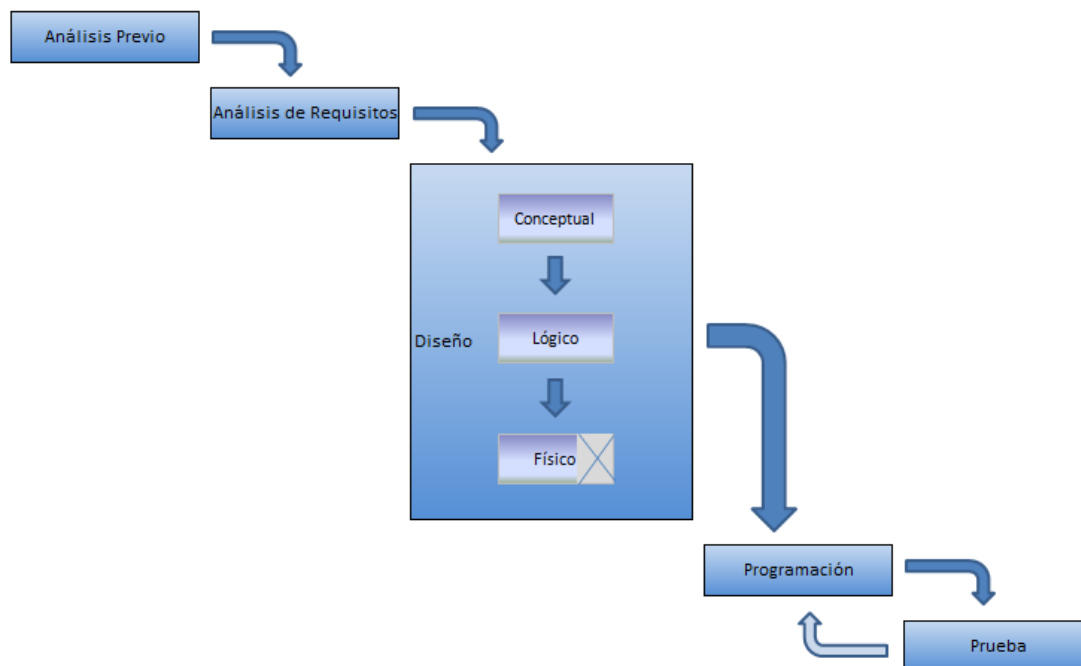 Análisis Previo
Análisis de Requisitos
Conceptual
Diseño
Lógico
Físico
Programación
Prueba